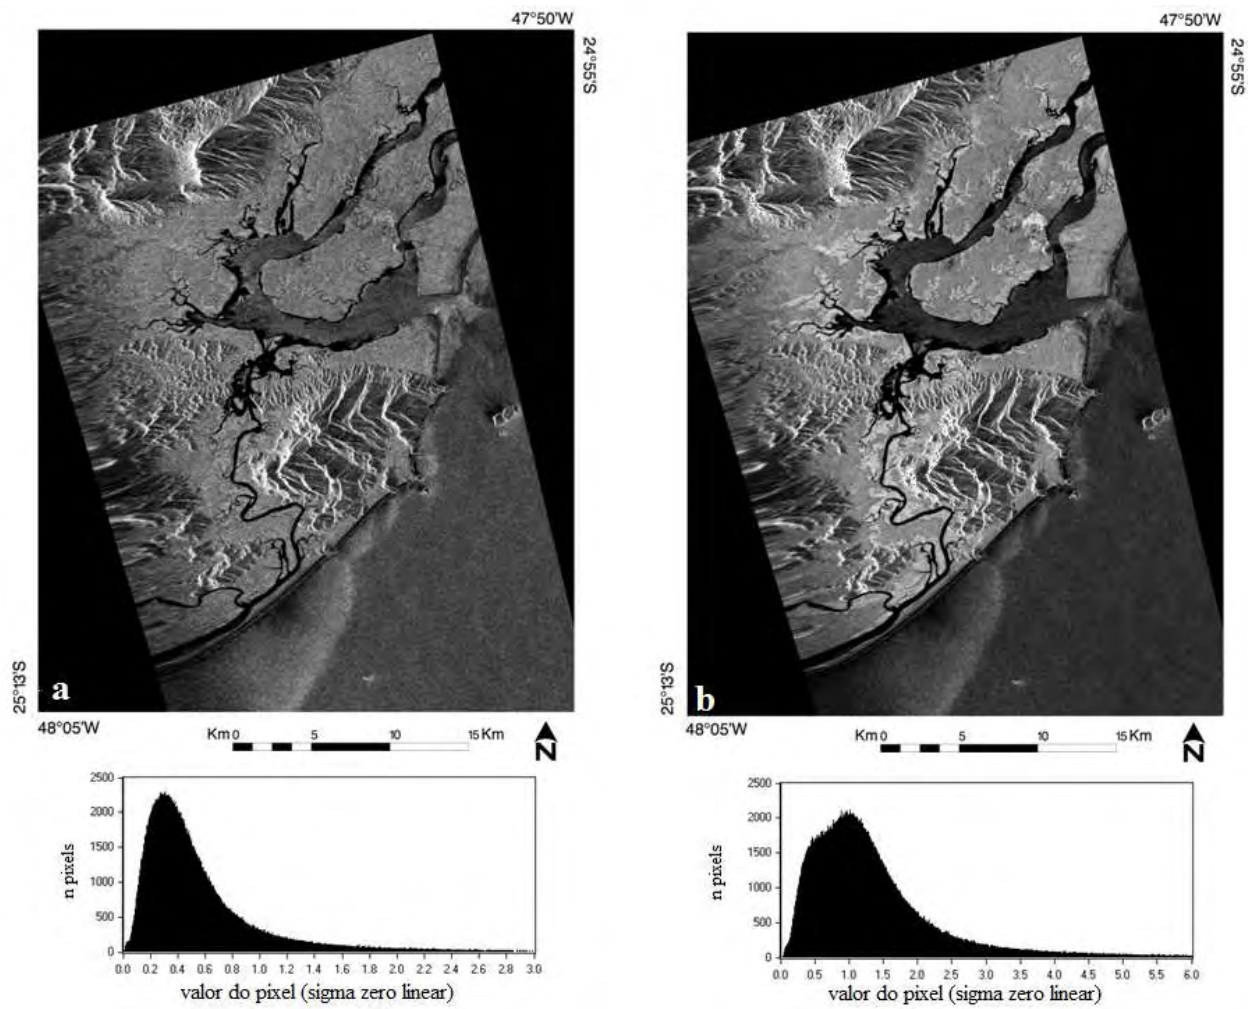 47°50'W
47°50'W
24°55'S
24°55'S
a
b
25°13'S
25°13'S
48°05'W
48°05'W
Km 0 5 10 15 Km
N
Km 0 5 10 15 Km
N
2500
2000
1500
1000
500
0
n pixels
0.0 0.2 0.4 0.6 0.8 1.0 1.2 1.4 1.6 1.8 2.0 2.2 2.4 2.6 2.8 3.0
valor do pixel (sigma zero linear)
2500
2000
1500
1000
500
0
n pixels
0.0 0.5 1.0 1.5 2.0 2.5 3.0 3.5 4.0 4.5 5.0 5.5 6.0
valor do pixel (sigma zero linear)